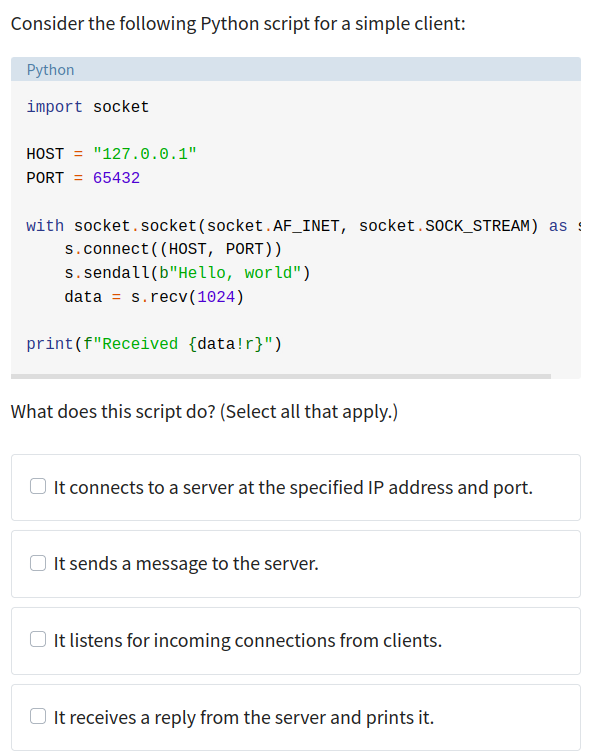 Consider the following Python script for a simple client:
Python
import socket
HOST = "127.0.0.1"
PORT = 65432
with socket.socket(socket.AF_INET, socket.SOCK_STREAM) as
    s.connect((HOST, PORT))
    s.sendall(b"Hello, world")
    data = s.recv(1024)
print(f"Received {data!r}")
What does this script do? (Select all that apply.)
It connects to a server at the specified IP address and port.
It sends a message to the server.
It listens for incoming connections from clients.
It receives a reply from the server and prints it.